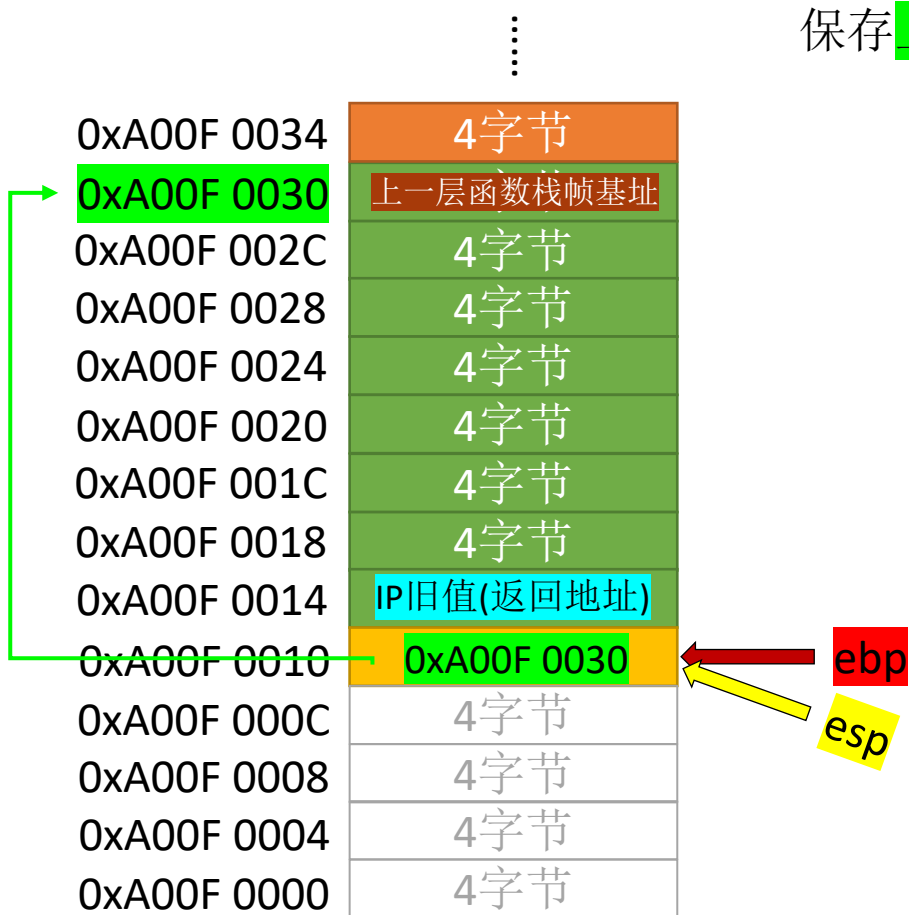 保存
……
0xA00F 0034 4字节
0xA00F 0030 上一层函数栈帧基址
0xA00F 002C 4字节
0xA00F 0028 4字节
0xA00F 0024 4字节
0xA00F 0020 4字节
0xA00F 001C 4字节
0xA00F 0018 4字节
0xA00F 0014 IP旧值(返回地址)
0xA00F 0010 0xA00F 0030 ebp
0xA00F 000C 4字节 esp
0xA00F 0008 4字节
0xA00F 0004 4字节
0xA00F 0000 4字节